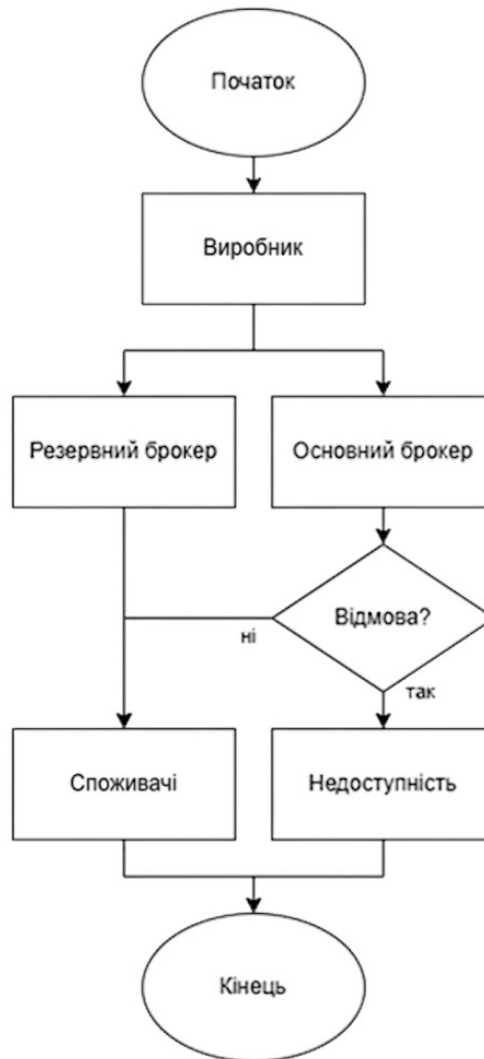 Початок
Виробник
Резервний брокер
Основний брокер
Відмова?
ні
так
Споживачі
Недоступність
Кінець